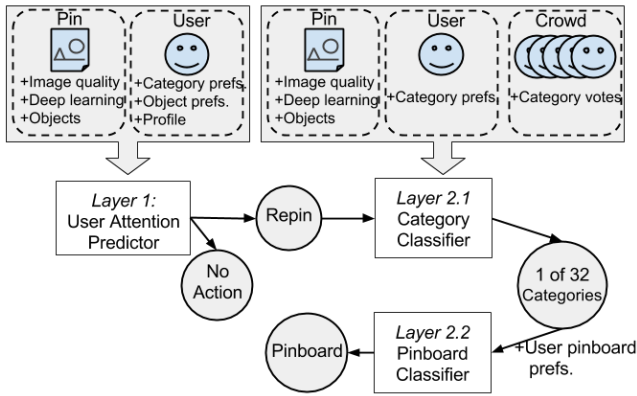 Pin
+Image quality
+Deep learning
+Objects
User
+Category prefs.
+Object prefs.
+Profile
Pin
+Image quality
+Deep learning
+Objects
User
+Category prefs
Crowd
+Category votes
Layer 1:
User Attention
Predictor
Repin
No
Action
Layer 2.1
Category
Classifier
1 of 32
Categories
+User pinboard
prefs.
Layer 2.2
Pinboard
Classifier
Pinboard